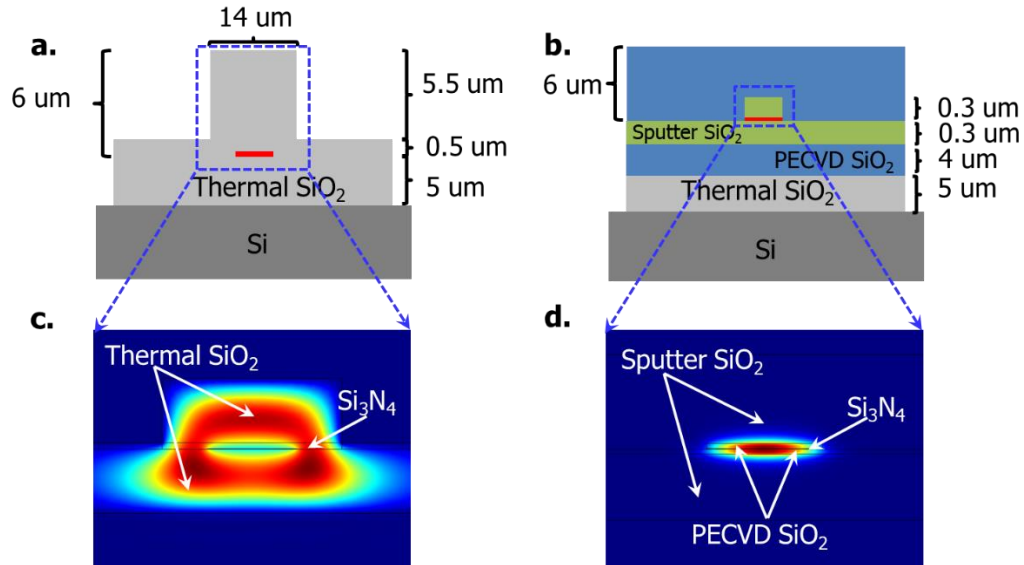 a.
14 um
6 um
5.5 um
0.5 um
5 um
Thermal SiO₂
Si
b.
6 um
0.3 um
0.3 um
4 um
5 um
Sputter SiO₂
PECVD SiO₂
Thermal SiO₂
Si
c.
Thermal SiO₂
Si₃N₄
d.
Sputter SiO₂
Si₃N₄
PECVD SiO₂